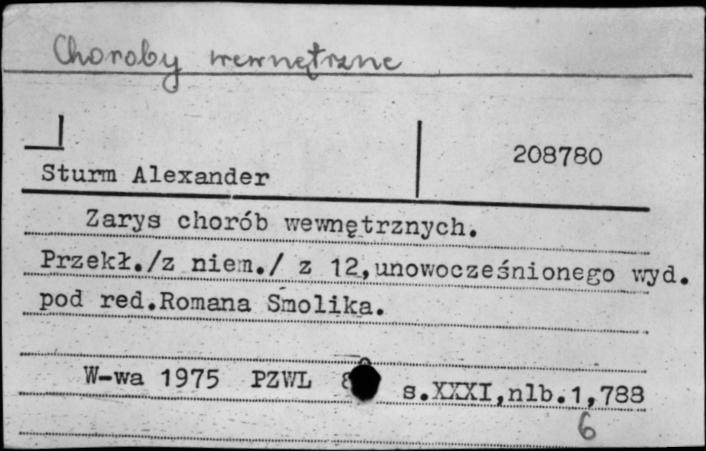 Choroby wewnętrzne
208780
Sturm Alexander
Zarys chorób wewnętrznych.
Przekł./z niem./ z 12,unowocześnionego wyd.
pod red.Romana Smolika.
W-wa 1975 PZWL 8° s.XXXI,nlb.1,788
6